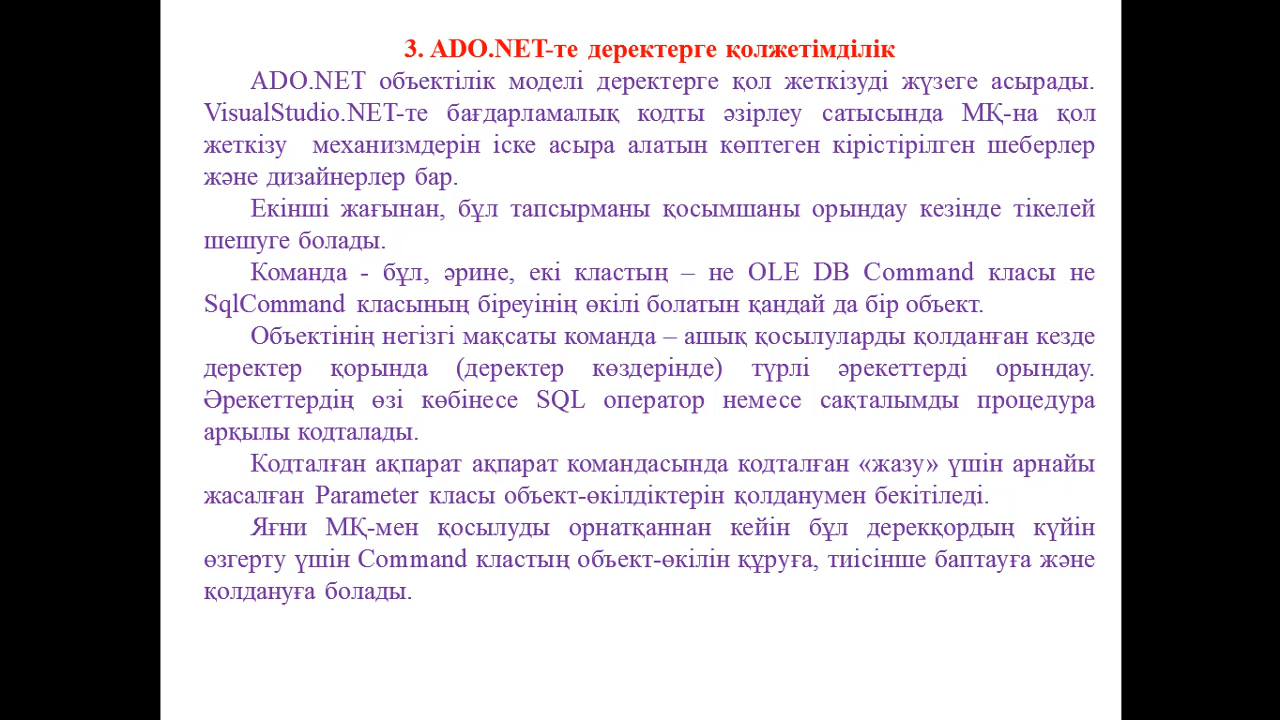 3. ADO.NET-те деректерге қолжетімділік
ADO.NET объектілік моделі деректерге қол жеткізуді жүзеге асырады.
VisualStudio.NET-те бағдарламалық кодты әзірлеу сатысында МҚ-на қол
жеткізу механизмдерін іске асыра алатын көптеген кірістірілген шеберлер
және дизайнерлер бар.
Екінші жағынан, бұл тапсырманы қосымшаны орындау кезінде тікелей
шешуге болады.
Команда - бұл, әрине, екі кластың – не OLE DB Command класы не
SqlCommand класының біреуінің өкілі болатын қандай да бір объект.
Объектінің негізгі мақсаты команда – ашық қосылуларды қолданған кезде
деректер қорында (деректер көздерінде) түрлі әрекеттерді орындау.
Әрекеттердің өзі көбінесе SQL оператор немесе сақталымды процедура
арқылы кодталады.
Кодталған ақпарат ақпарат командасында кодталған «жазу» үшін арнайы
жасалған Parameter класы объект-өкілдіктерін қолданумен бекітіледі.
Яғни МҚ-мен қосылуды орнатқаннан кейін бұл дерекқордың күйін
өзгерту үшін Command кластың объект-өкілін құруға, тиісінше баптауға және
қолдануға болады.